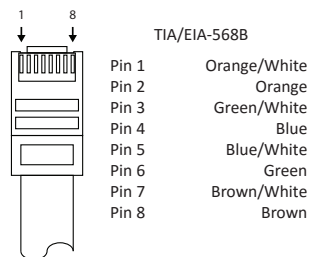 1 8
TIA/EIA-568B
Pin 1 Orange/White
Pin 2 Orange
Pin 3 Green/White
Pin 4 Blue
Pin 5 Blue/White
Pin 6 Green
Pin 7 Brown/White
Pin 8 Brown